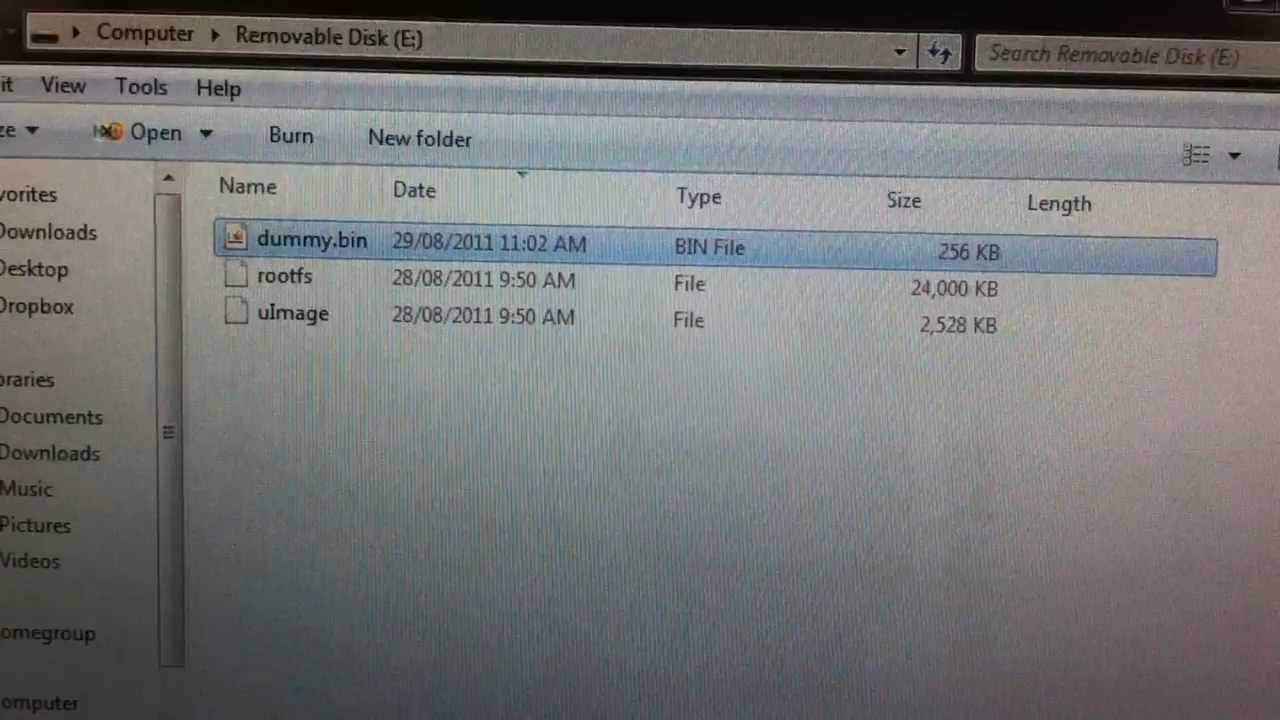 Computer Removable Disk (E:) Search Removable Disk (E:)
it View Tools Help
ze Open Burn New folder
Name Date Type Size Length
dummy.bin 29/08/2011 11:02 AM BIN File 256 KB
rootfs 28/08/2011 9:50 AM File 24,000 KB
uImage 28/08/2011 9:50 AM File 2,528 KB
vorites
Downloads
Desktop
Dropbox
braries
Documents
Downloads
Music
Pictures
Videos
omegroup
omputer